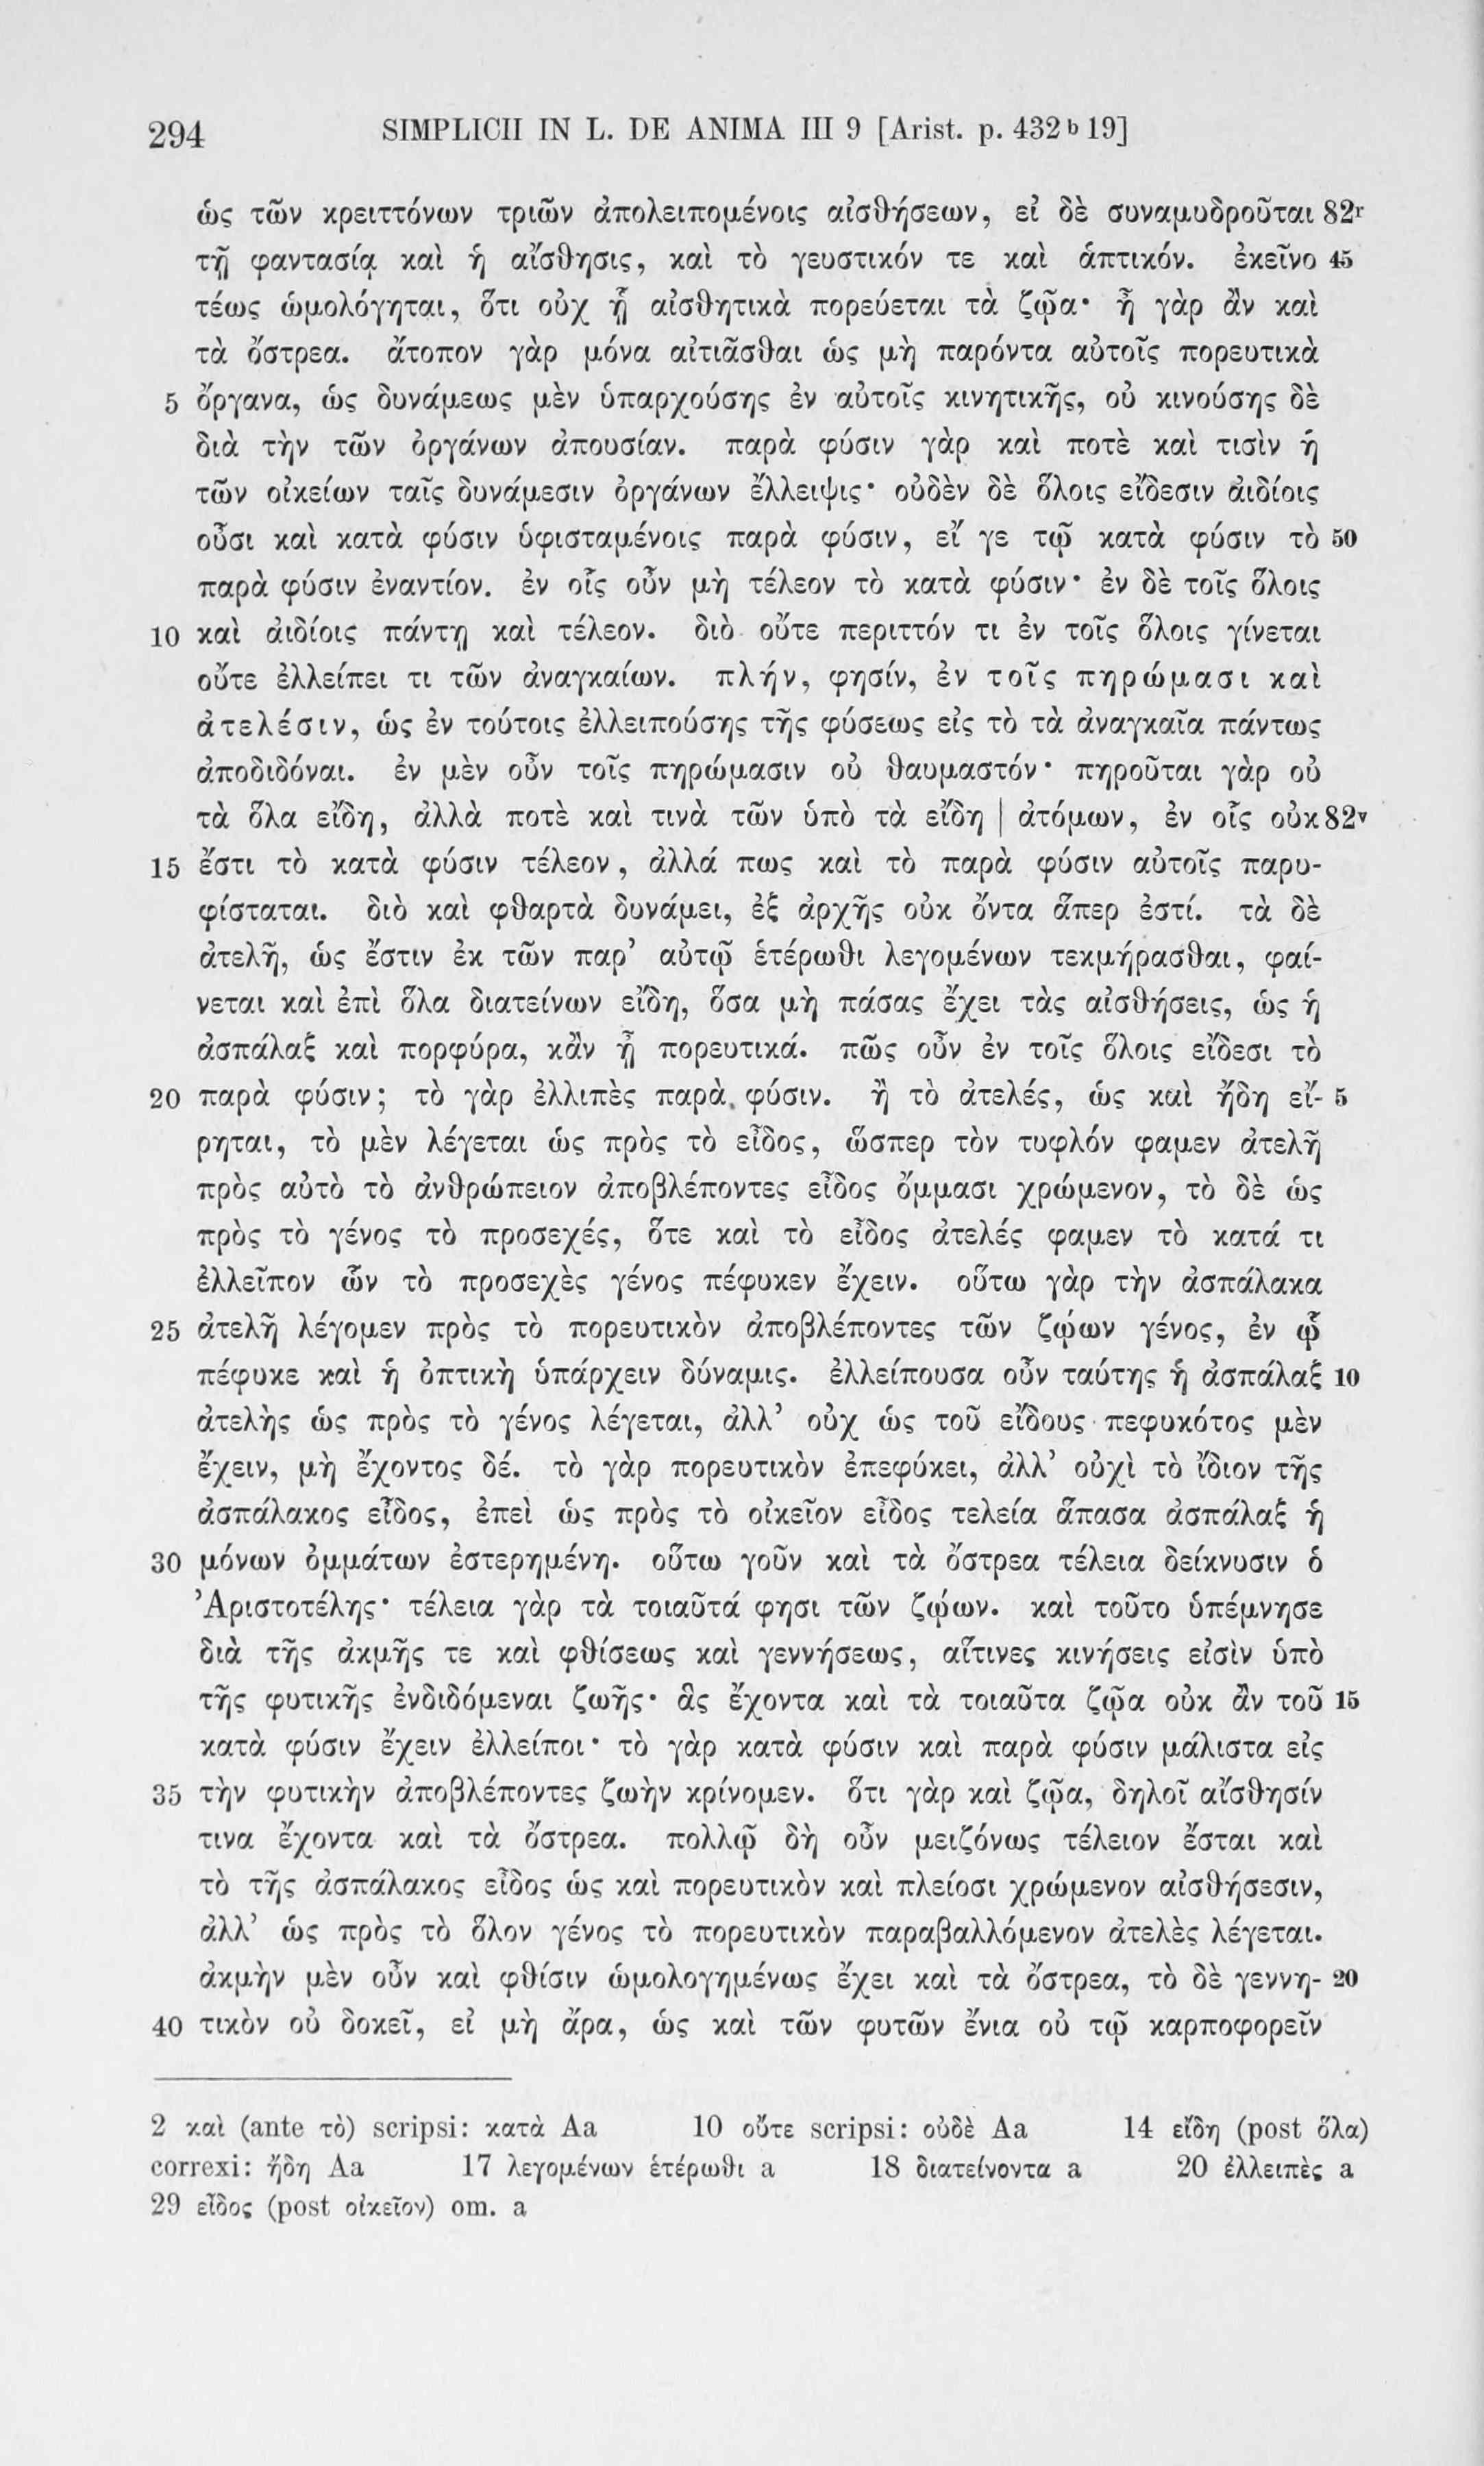 294 SIMPLICII IN L. DE ANIMA III 9 [Arist. p. 432 b 19]
ὡς τῶν κρειττόνων τριῶν ἀπολειπομένοις αἰσθήσεων, εἰ δὲ συναμυδροῦται 82r
τῇ φαντασίᾳ καὶ ἡ αἴσθησις, καὶ τὸ γευστικόν τε καὶ ἁπτικόν. ἐκεῖνο 45
τέως ὡμολόγηται, ὅτι οὐχ ᾗ αἰσθητικὰ πορεύεται τὰ ζῷα· ἦ γὰρ ἂν καὶ
τὰ ὄστρεα. ἄτοπον γὰρ μόνα αἰτιᾶσθαι ὡς μὴ παρόντα αὐτοῖς πορευτικὰ
5 ὄργανα, ὡς δυνάμεως μὲν ὑπαρχούσης ἐν αὐτοῖς κινητικῆς, οὐ κινούσης δὲ
διὰ τὴν τῶν ὀργάνων ἀπουσίαν. παρὰ φύσιν γὰρ καὶ ποτὲ καὶ τισὶν ἡ
τῶν οἰκείων ταῖς δυνάμεσιν ὀργάνων ἔλλειψις· οὐδὲν δὲ ὅλοις εἴδεσιν ἀιδίοις
οὖσι καὶ κατὰ φύσιν ὑφισταμένοις παρὰ φύσιν, εἴ γε τῷ κατὰ φύσιν τὸ 50
παρὰ φύσιν ἐναντίον. ἐν οἷς οὖν μὴ τέλεον τὸ κατὰ φύσιν· ἐν δὲ τοῖς ὅλοις
10 καὶ ἀιδίοις πάντῃ καὶ τέλεον. διὸ οὔτε περιττόν τι ἐν τοῖς ὅλοις γίνεται
οὔτε ἐλλείπει τι τῶν ἀναγκαίων. πλήν, φησίν, ἐν τοῖς πηρώμασι καὶ
ἀτελέσιν, ὡς ἐν τούτοις ἐλλειπούσης τῆς φύσεως εἰς τὸ τὰ ἀναγκαῖα πάντως
ἀποδιδόναι. ἐν μὲν οὖν τοῖς πηρώμασιν οὐ θαυμαστόν· πηροῦται γὰρ οὐ
τὰ ὅλα εἴδη, ἀλλὰ ποτὲ καὶ τινὰ τῶν ὑπὸ τὰ εἴδη | ἀτόμων, ἐν οἷς οὐκ 82v
15 ἔστι τὸ κατὰ φύσιν τέλεον, ἀλλά πως καὶ τὸ παρὰ φύσιν αὐτοῖς παρυ-
φίσταται. διὸ καὶ φθαρτὰ δυνάμει, ἐξ ἀρχῆς οὐκ ὄντα ἅπερ ἐστί. τὰ δὲ
ἀτελῆ, ὡς ἔστιν ἐκ τῶν παρ’ αὐτῷ ἑτέρωθι λεγομένων τεκμήρασθαι, φαί-
νεται καὶ ἐπὶ ὅλα διατείνων εἴδη, ὅσα μὴ πάσας ἔχει τὰς αἰσθήσεις, ὡς ἡ
ἀσπάλαξ καὶ πορφύρα, κἂν ᾖ πορευτικά. πῶς οὖν ἐν τοῖς ὅλοις εἴδεσι τὸ
20 παρὰ φύσιν; τὸ γὰρ ἐλλιπὲς παρὰ φύσιν. ἢ τὸ ἀτελές, ὡς καὶ ἤδη εἴ- 5
ρηται, τὸ μὲν λέγεται ὡς πρὸς τὸ εἶδος, ὥσπερ τὸν τυφλόν φαμεν ἀτελῆ
πρὸς αὐτὸ τὸ ἀνθρώπειον ἀποβλέποντες εἶδος ὄμμασι χρώμενον, τὸ δὲ ὡς
πρὸς τὸ γένος τὸ προσεχές, ὅτε καὶ τὸ εἶδος ἀτελές φαμεν τὸ κατά τι
ἐλλεῖπον ὧν τὸ προσεχὲς γένος πέφυκεν ἔχειν. οὕτω γὰρ τὴν ἀσπάλακα
25 ἀτελῆ λέγομεν πρὸς τὸ πορευτικὸν ἀποβλέποντες τῶν ζῴων γένος, ἐν ᾧ
πέφυκε καὶ ἡ ὀπτικὴ ὑπάρχειν δύναμις. ἐλλείπουσα οὖν ταύτης ἡ ἀσπάλαξ 10
ἀτελὴς ὡς πρὸς τὸ γένος λέγεται, ἀλλ’ οὐχ ὡς τοῦ εἴδους πεφυκότος μὲν
ἔχειν, μὴ ἔχοντος δέ. τὸ γὰρ πορευτικὸν ἐπεφύκει, ἀλλ’ οὐχὶ τὸ ἴδιον τῆς
ἀσπάλακος εἶδος, ἐπεὶ ὡς πρὸς τὸ οἰκεῖον εἶδος τελεία ἅπασα ἀσπάλαξ ἡ
30 μόνων ὀμμάτων ἐστερημένη. οὕτω γοῦν καὶ τὰ ὄστρεα τέλεια δείκνυσιν ὁ
Ἀριστοτέλης· τέλεια γὰρ τὰ τοιαῦτά φησι τῶν ζῴων. καὶ τοῦτο ὑπέμνησε
διὰ τῆς ἀκμῆς τε καὶ φθίσεως καὶ γεννήσεως, αἵτινες κινήσεις εἰσὶν ὑπὸ
τῆς φυτικῆς ἐνδιδόμεναι ζωῆς· ἃς ἔχοντα καὶ τὰ τοιαῦτα ζῷα οὐκ ἂν τοῦ 15
κατὰ φύσιν ἔχειν ἐλλείποι· τὸ γὰρ κατὰ φύσιν καὶ παρὰ φύσιν μάλιστα εἰς
35 τὴν φυτικὴν ἀποβλέποντες ζωὴν κρίνομεν. ὅτι γὰρ καὶ ζῷα, δηλοῖ αἴσθησίν
τινα ἔχοντα καὶ τὰ ὄστρεα. πολλῷ δὴ οὖν μειζόνως τέλειον ἔσται καὶ
τὸ τῆς ἀσπάλακος εἶδος ὡς καὶ πορευτικὸν καὶ πλείοσι χρώμενον αἰσθήσεσιν,
ἀλλ’ ὡς πρὸς τὸ ὅλον γένος τὸ πορευτικὸν παραβαλλόμενον ἀτελὲς λέγεται.
ἀκμὴν μὲν οὖν καὶ φθίσιν ὡμολογημένως ἔχει καὶ τὰ ὄστρεα, τὸ δὲ γεννη- 20
40 τικὸν οὐ δοκεῖ, εἰ μὴ ἄρα, ὡς καὶ τῶν φυτῶν ἔνια οὐ τῷ καρποφορεῖν
2 καὶ (ante τὸ) scripsi: κατὰ Aa 10 οὔτε scripsi: οὐδὲ Aa 14 εἴδη (post ὅλα)
correxi: ἤδη Aa 17 λεγομένων ἑτέρωθι a 18 διατείνοντα a 20 ἐλλειπὲς a
29 εἶδος (post οἰκεῖον) om. a